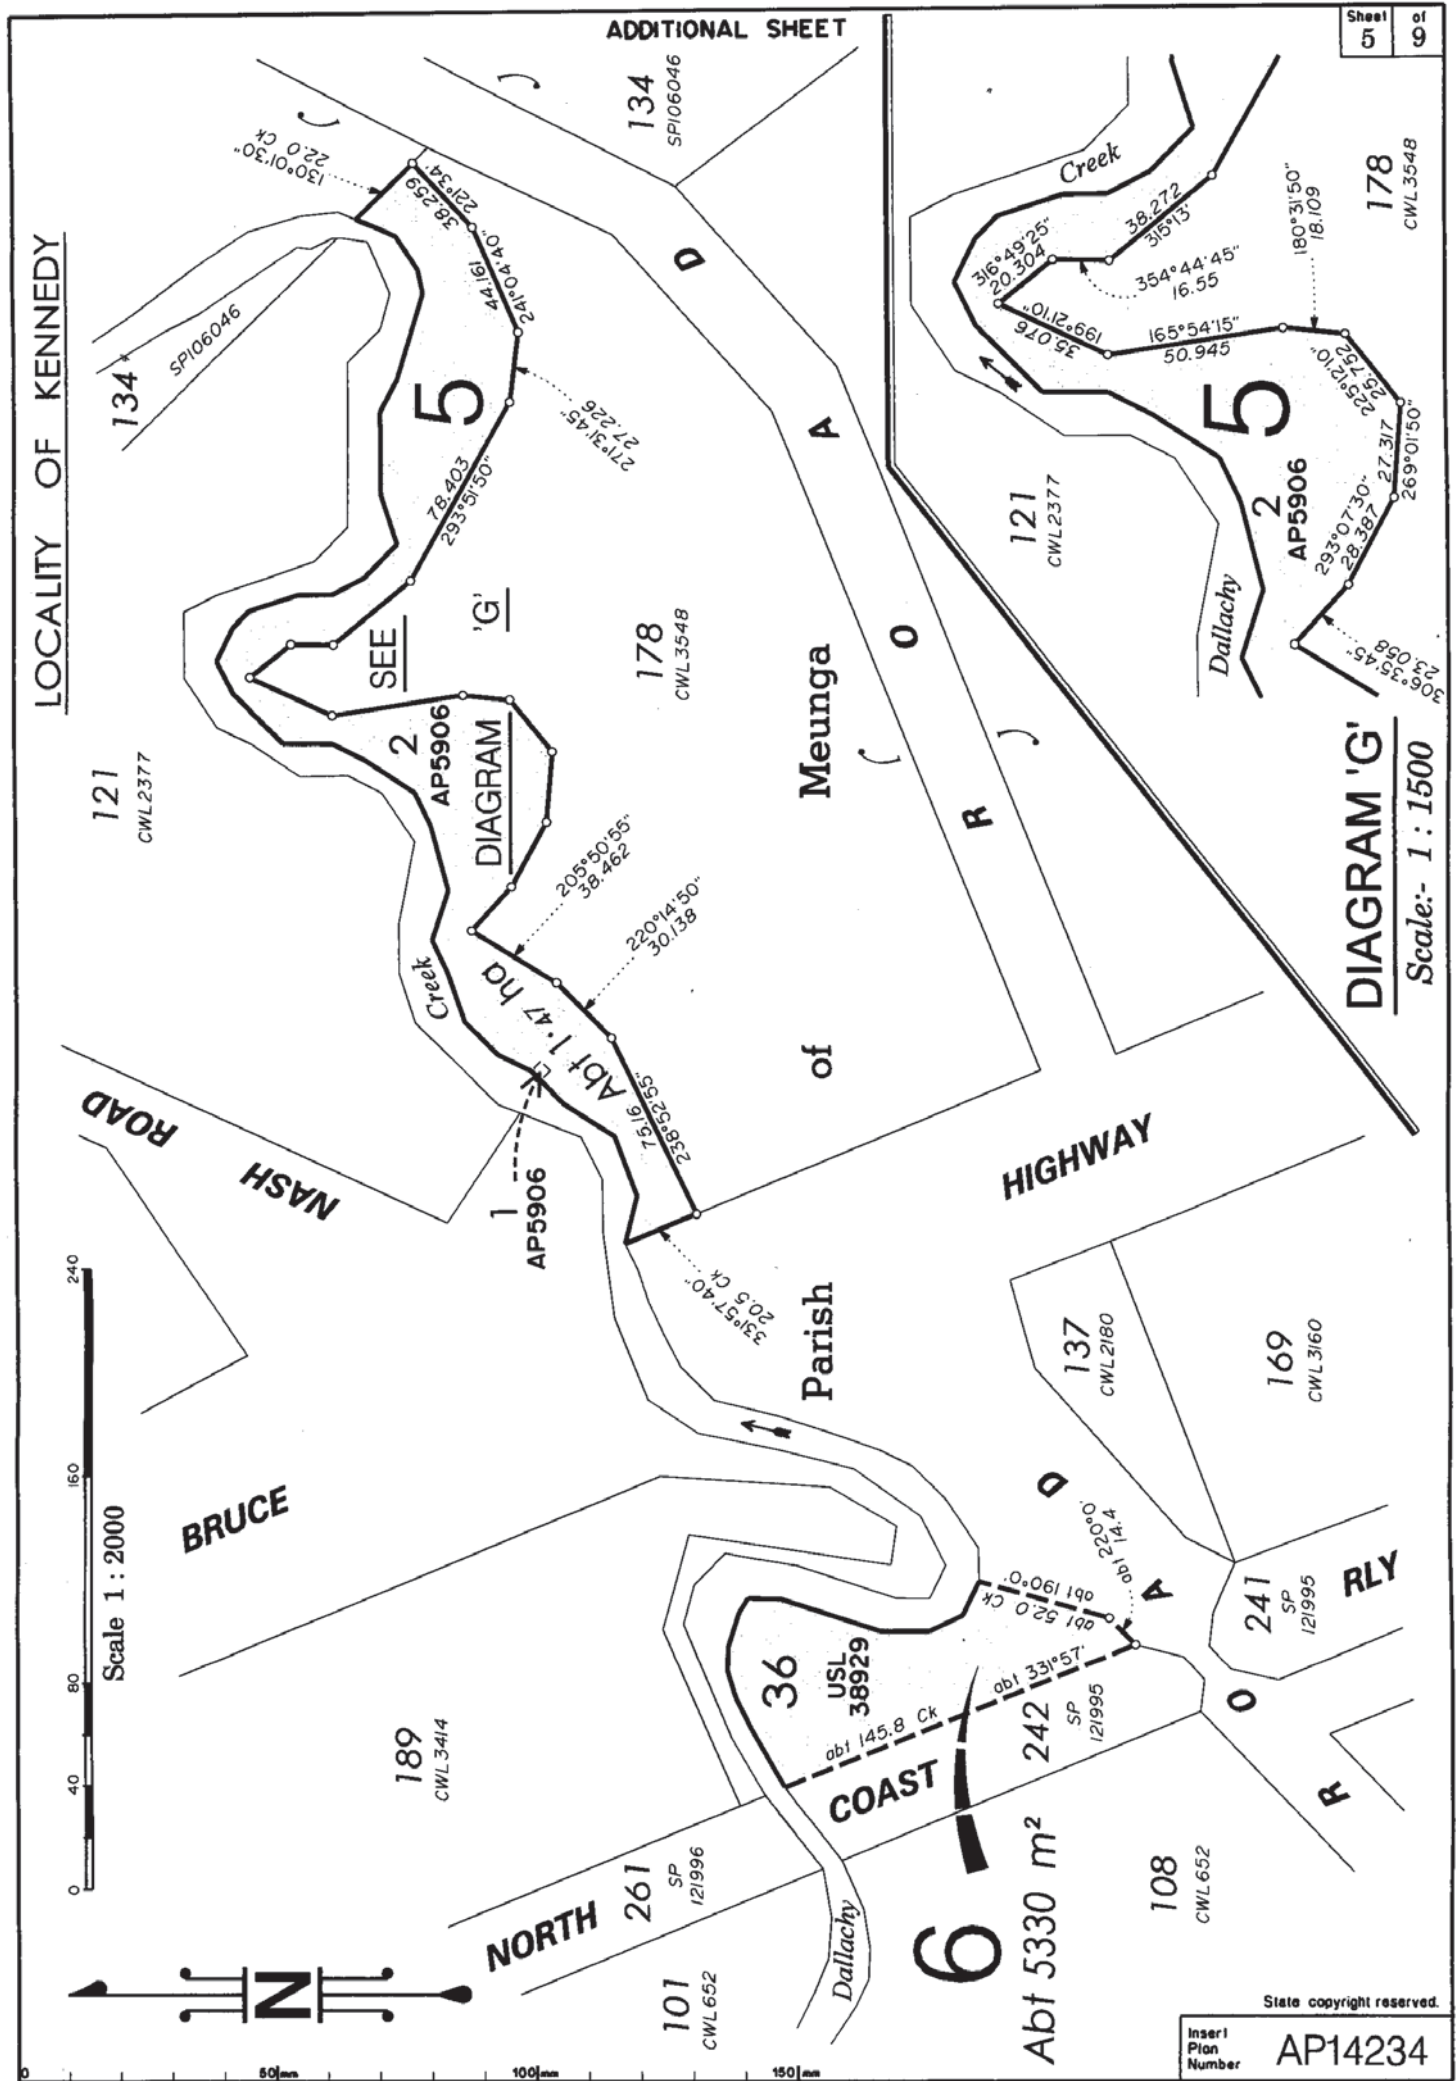 ADDITIONAL SHEET
Sheet of
5 9
LOCALITY OF KENNEDY
134
SP106046
134
SP106046
130°01'30"
22.0 Ck
38.259
221°34'
44.161
241°04'40"
271°31'45"
27.226
78.403
293°51'50"
5
SEE
DIAGRAM
'G'
2
AP5906
121
CWL2377
178
CWL3548
205°50'55"
38.462
220°14'50"
30.138
Creek
Abt 1·47 ha
75.16
238°52'55"
1
AP5906
331°57'40"
20.5 Ck
NASH
ROAD
BRUCE
HIGHWAY
Parish
of
Meunga
R
O
A
D
Creek
316°49'25"
20.304
38.272
315°13'
354°44'45"
16.55
199°21'10"
35.076
165°54'15"
50.945
180°31'50"
18.109
225°12'10"
25.752
27.317
269°01'50"
293°07'30"
28.387
306°35'45"
23.058
178
CWL3548
121
CWL2377
5
2
AP5906
Dallachy
DIAGRAM 'G'
Scale:- 1 : 1500
0 40 80 160 240
Scale 1 : 2000
N
189
CWL3414
137
CWL2180
169
CWL3160
36
USL
38929
abt 190°0'
abt 52.0 Ck
abt 220°0'
14.4
abt 145.8 Ck
abt 331°57'
242
SP
121995
241
SP
121995
RLY
R
O
A
D
NORTH
COAST
261
SP
121996
101
CWL652
Dallachy
108
CWL652
6
Abt 5330 m²
0 50mm 100mm 150mm
State copyright reserved.
Insert
Plan
Number
AP14234